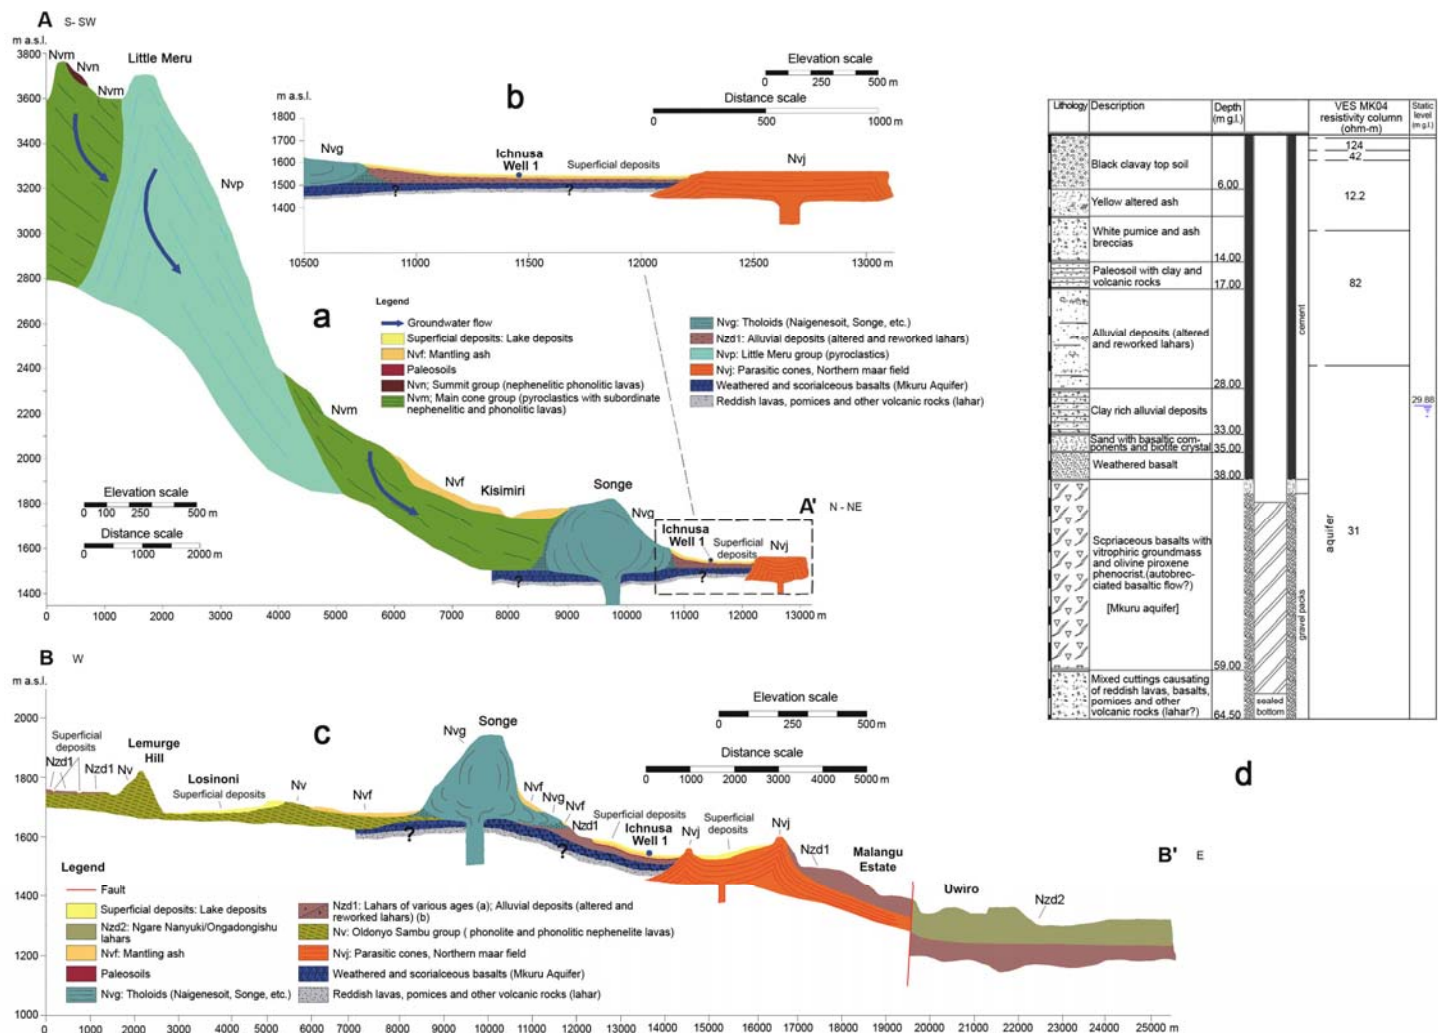 A S- SW
m a.s.l.
3800
3600
3400
3200
3000
2800
2600
2400
2200
2000
1800
1600
1400
Nvm
Nvn
Nvm
Little Meru
Nvp
Nvm
Nvf
Kisimiri
Songe
Nvg
Ichnusa
Well 1
Superficial
deposits
Nvj
A'
N - NE
?
?
0 1000 2000 3000 4000 5000 6000 7000 8000 9000 10000 11000 12000 13000 m
Elevation scale
0 100 250 500 m
Distance scale
0 1000 2000 m
a
b
Elevation scale
0 250 500 m
Distance scale
0 500 1000 m
m a.s.l.
1800
1700
1600
1500
1400
Nvg
Ichnusa
Well 1
Superficial deposits
Nvj
?
?
10500 11000 11500 12000 12500 13000 m
Legend
Groundwater flow
Superficial deposits: Lake deposits
Nvf: Mantling ash
Paleosoils
Nvn; Summit group (nephelinitic phonolitic lavas)
Nvm; Main cone group (pyroclastics with subordinate
nephelinitic and phonolitic lavas)
Nvg: Tholoids (Naigenesoit, Songe, etc.)
Nzd1: Alluvial deposits (altered and reworked lahars)
Nvp: Little Meru group (pyroclastics)
Nvj: Parasitic cones, Northern maar field
Weathered and scorialceous basalts (Mkuru Aquifer)
Reddish lavas, pomices and other volcanic rocks (lahar)
B W
m a.s.l.
2000
1800
1600
1400
1200
1000
Superficial
deposits
Nzd1
Nzd1
Nv
Lemurge
Hill
Losinoni
Superficial deposits
Nv
Nvf
Nvg
Songe
Nvf
Nvg
Nvf
Nzd1
Superficial deposits
Ichnusa
Well 1
Nvj
Superficial
deposits
Nvj
Nzd1
Malangu
Estate
Uwiro
Nzd2
B' E
?
?
c
Elevation scale
0 250 500 m
Distance scale
0 1000 2000 3000 4000 5000 m
0 1000 2000 3000 4000 5000 6000 7000 8000 9000 10000 11000 12000 13000 14000 15000 16000 17000 18000 19000 20000 21000 22000 23000 24000 25000 m
Legend
Fault
Superficial deposits: Lake deposits
Nzd2: Ngare Nanyuki/Ongadongishu
lahars
Nvf: Mantling ash
Paleosoils
Nvg: Tholoids (Naigenesoit, Songe, etc.)
Nzd1: Lahars of various ages (a); Alluvial deposits (altered and
reworked lahars) (b)
Nv: Oldonyo Sambu group ( phonolite and phonolitic nephenelite lavas)
Nvj: Parasitic cones, Northern maar field
Weathered and scorialceous basalts (Mkuru Aquifer)
Reddish lavas, pomices and other volcanic rocks (lahar)
Lithology Description Depth
(m g.l.)
VES MK04
resistivity column
(ohm-m)
Static
level
(m g.l.)
Black clavay top soil
6.00
Yellow altered ash
White pumice and ash
breccias
14.00
Paleosoil with clay and
volcanic rocks
17.00
Alluvial deposits (altered
and reworked lahars)
28.00
Clay rich alluvial deposits
33.00
Sand with basaltic com-
ponents and biotite crystal
35.00
Weathered basalt
38.00
Scpriaceous basalts with
vitrophiric groundmass
and olivine piroxene
phenocrist.(autobrec-
ciated basaltic flow?)
[Mkuru aquifer]
59.00
Mixed cuttings causating
of reddish lavas, basalts,
pomices and other
volcanic rocks (lahar?)
64.50
sealed
bottom
cement
gravel packs
aquifer
124
42
12.2
82
31
29.88
d